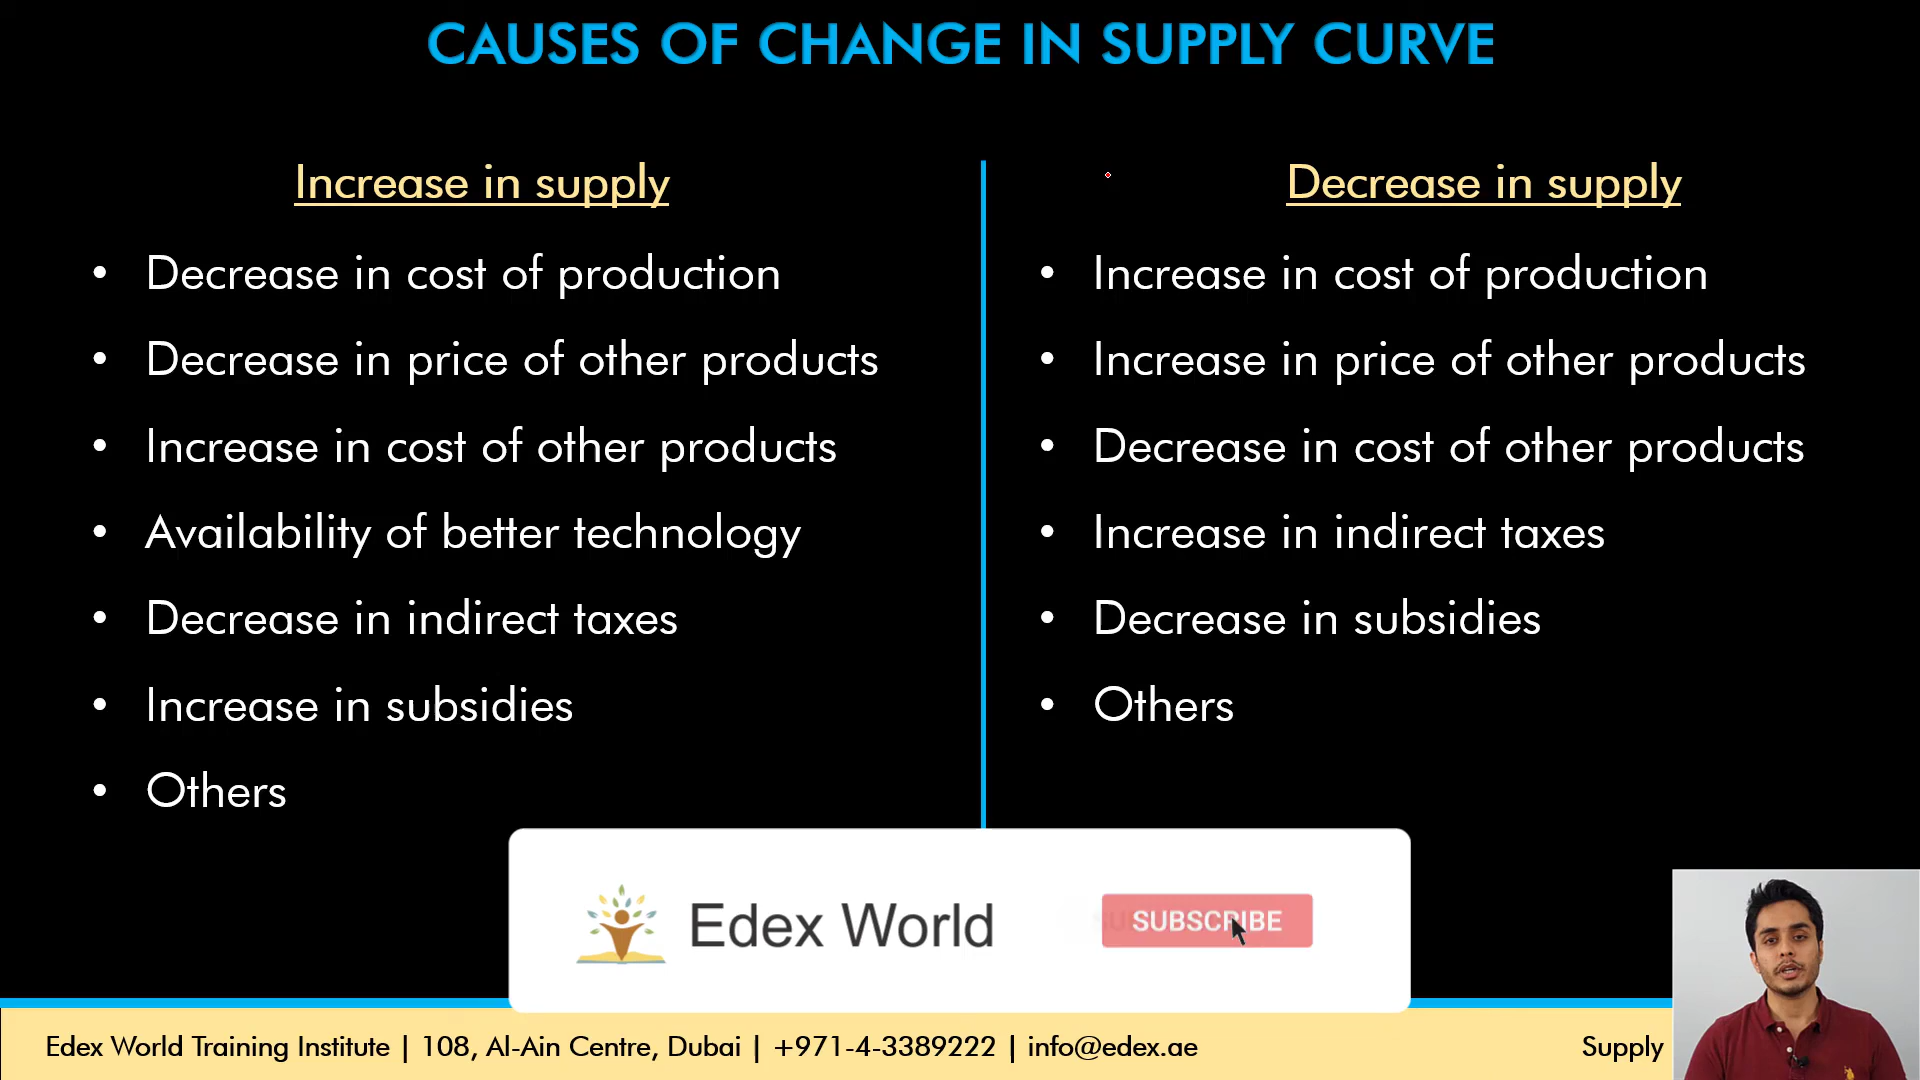 CAUSES OF CHANGE IN SUPPLY CURVE
Increase in supply
• Decrease in cost of production
• Decrease in price of other products
• Increase in cost of other products
• Availability of better technology
• Decrease in indirect taxes
• Increase in subsidies
• Others
Decrease in supply
• Increase in cost of production
• Increase in price of other products
• Decrease in cost of other products
• Increase in indirect taxes
• Decrease in subsidies
• Others
Edex World
SUBSCRIBE
Edex World Training Institute | 108, Al-Ain Centre, Dubai | +971-4-3389222 | info@edex.ae
Supply